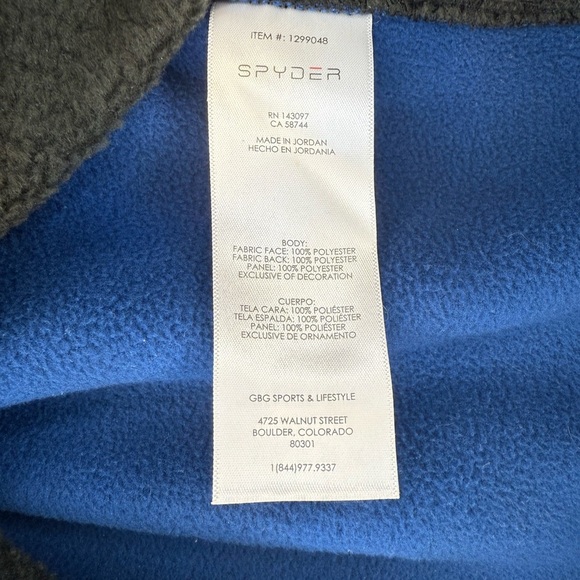 ITEM #: 1299048
SPYDER
RN 143097
CA 58744
MADE IN JORDAN
HECHO EN JORDANIA
BODY:
FABRIC FACE: 100% POLYESTER
FABRIC BACK: 100% POLYESTER
PANEL: 100% POLYESTER
EXCLUSIVE OF DECORATION
CUERPO:
TELA CARA: 100% POLIÉSTER
TELA ESPALDA: 100% POLIÉSTER
PANEL: 100% POLIÉSTER
EXCLUSIVE DE ORNAMENTO
GBG SPORTS & LIFESTYLE
4725 WALNUT STREET
BOULDER, COLORADO
80301
1(844)977.9337